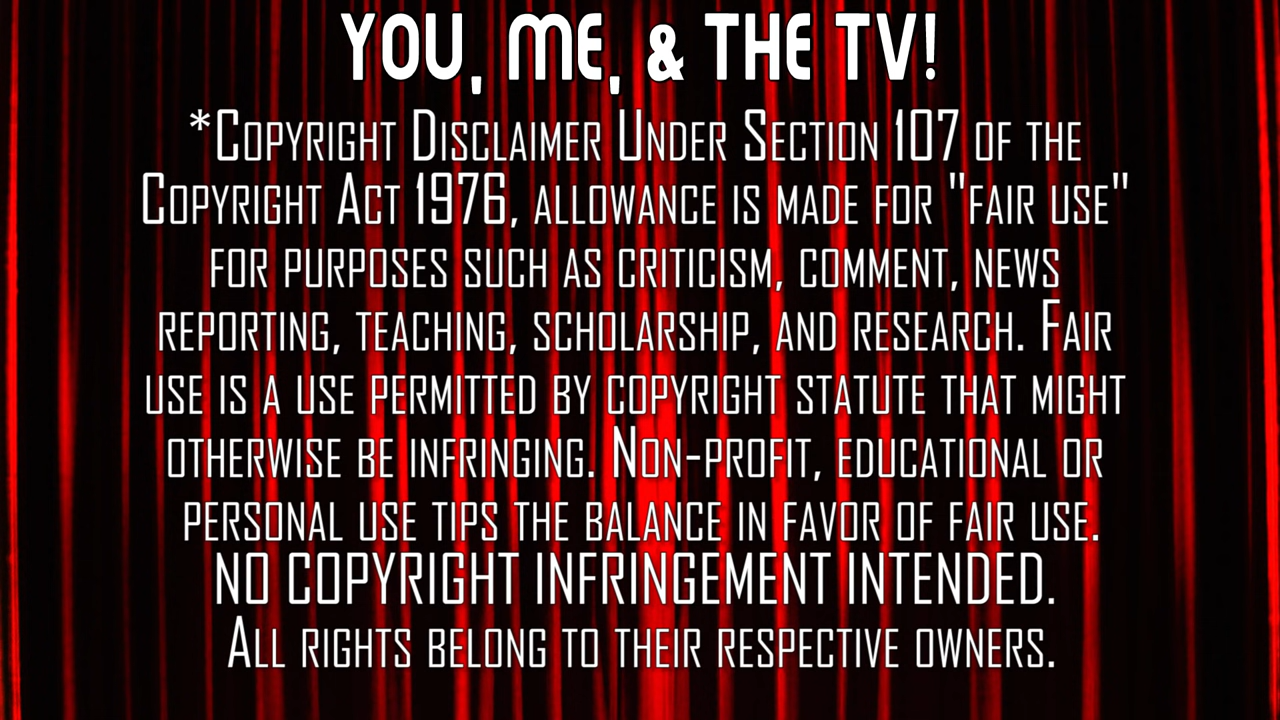 YOU, ME, & THE TV!
*Copyright Disclaimer Under Section 107 of the
Copyright Act 1976, allowance is made for "fair use"
for purposes such as criticism, comment, news
reporting, teaching, scholarship, and research. Fair
use is a use permitted by copyright statute that might
otherwise be infringing. Non-profit, educational or
personal use tips the balance in favor of fair use.
NO COPYRIGHT INFRINGEMENT INTENDED.
All rights belong to their respective owners.